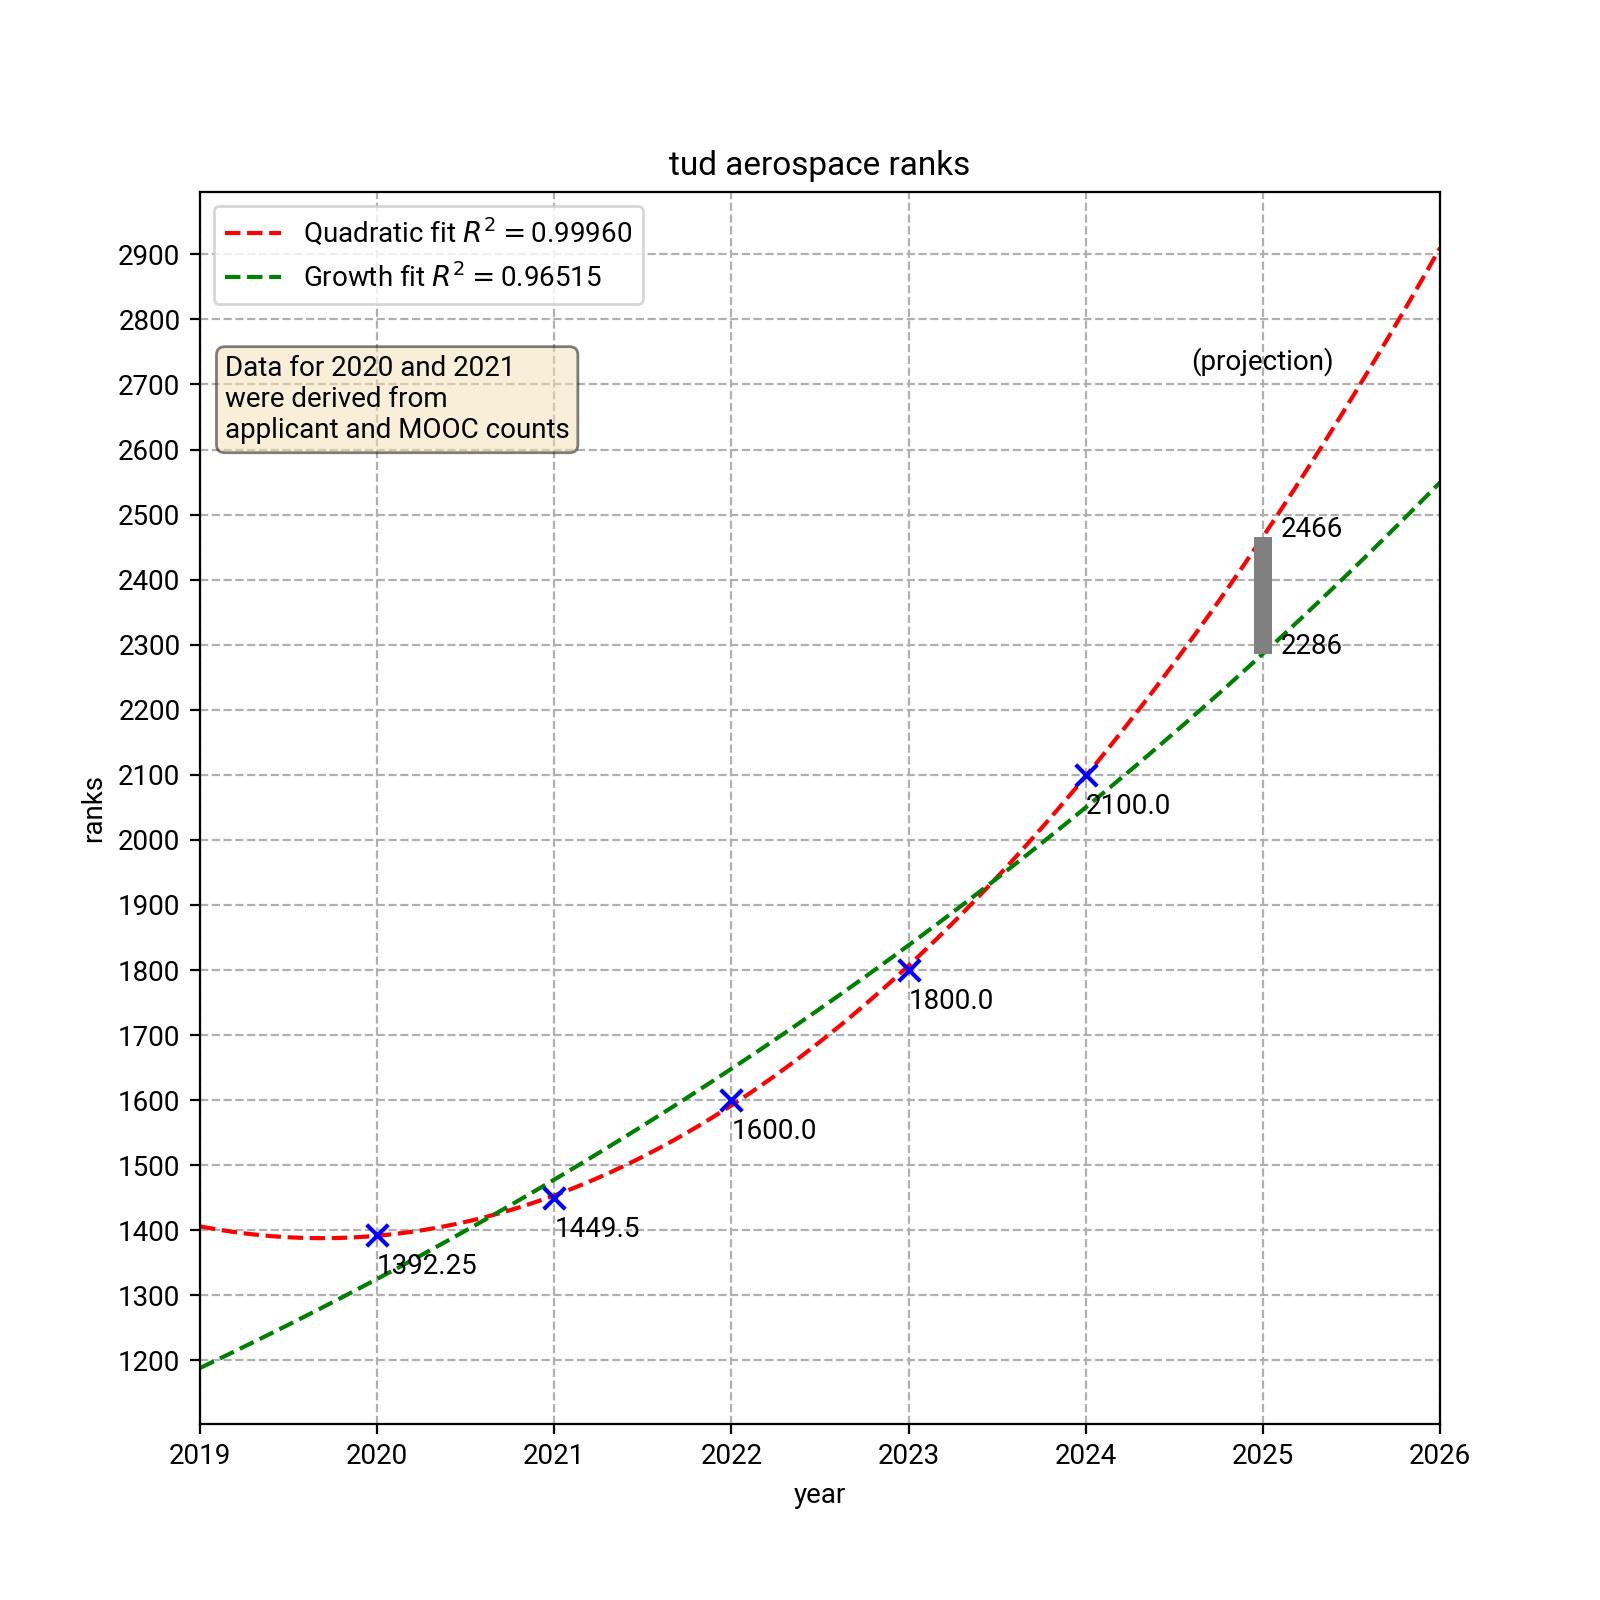 tud aerospace ranks
Quadratic fit R² = 0.99960
Growth fit R² = 0.96515
Data for 2020 and 2021
were derived from
applicant and MOOC counts
(projection)
2900
2800
2700
2600
2500
2400
2300
2200
2100
2000
1900
1800
1700
1600
1500
1400
1300
1200
ranks
2466
2286
2100.0
1800.0
1600.0
1449.5
1392.25
2019 2020 2021 2022 2023 2024 2025 2026
year